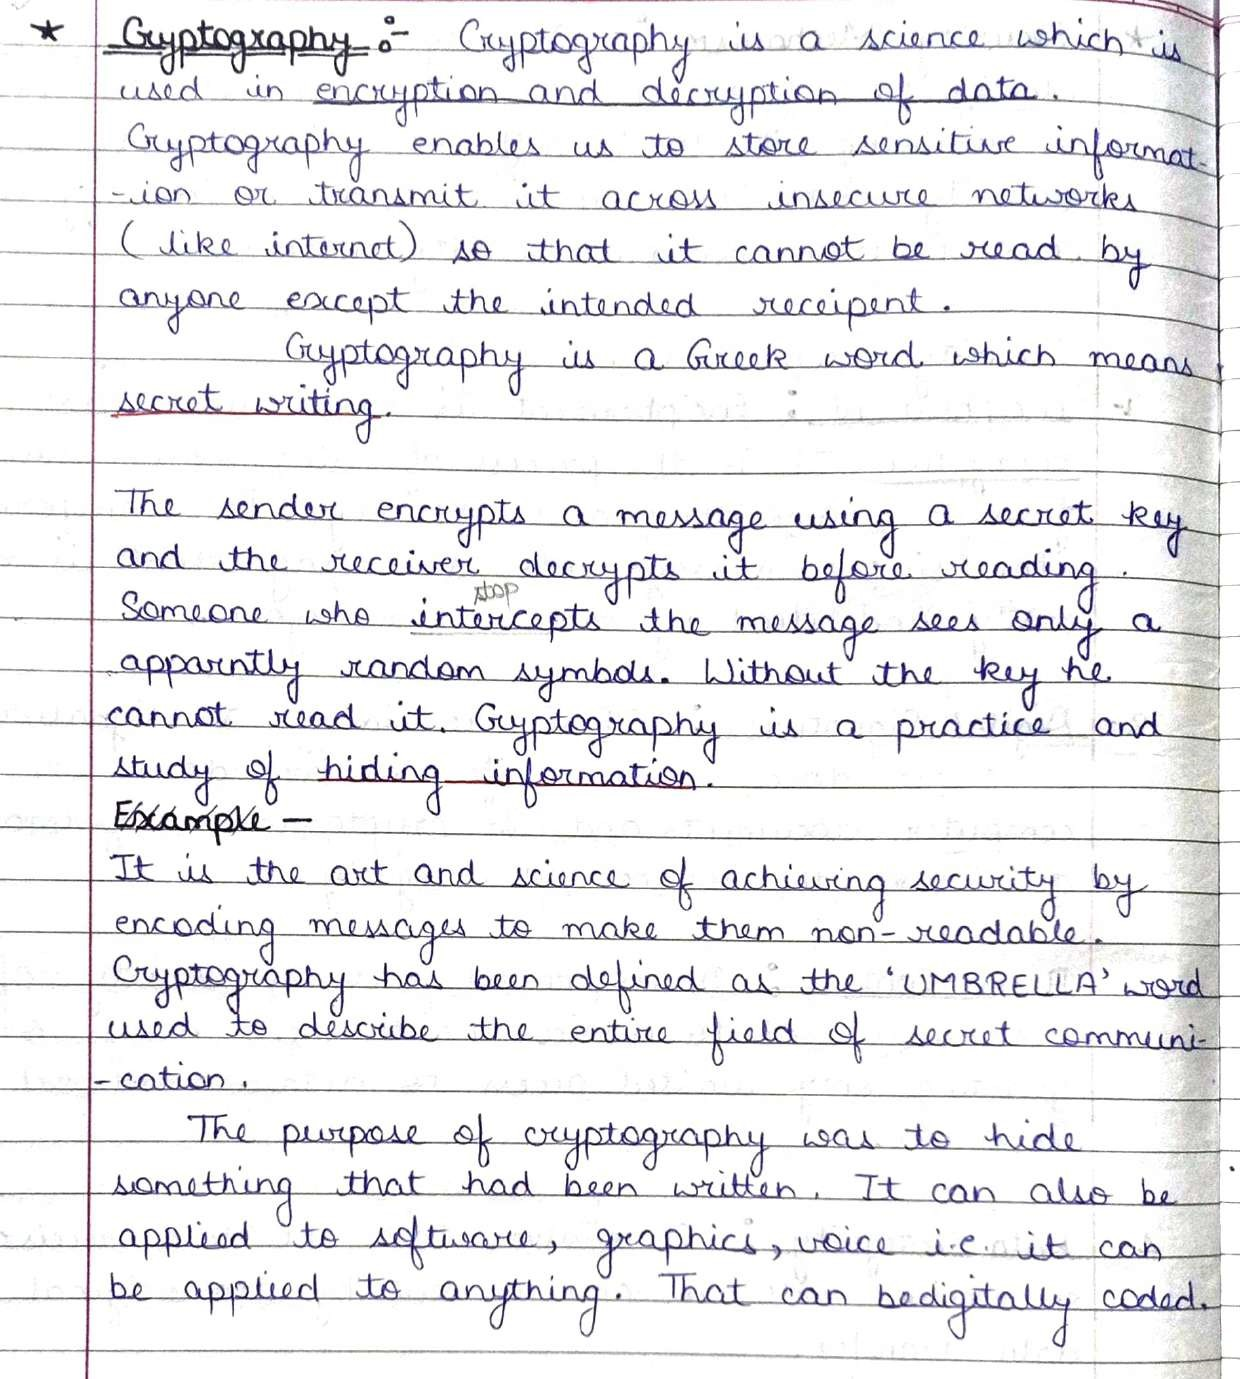 ★ Cryptography :- Cryptography is a science which is
used in encryption and decryption of data.
Cryptography enables us to store sensitive informat-
-ion or transmit it across insecure networks
(like internet) so that it cannot be read by
anyone except the intended receipent.
Cryptography is a Greek word which means
secret writing.
The sender encrypts a message using a secret key
and the receiver decrypts it before reading.
stop
Someone who intercepts the message sees only a
apparntly random symbols. Without the key he
cannot read it. Cryptography is a practice and
study of hiding information.
Example —
It is the art and science of achieving security by
encoding messages to make them non-readable.
Cryptography has been defined as the 'UMBRELLA' word
used to describe the entire field of secret communi-
-cation.
The purpose of cryptography was to hide
something that had been written. It can also be
applied to software, graphics, voice i.e. it can
be applied to anything. That can bedigitally coded.